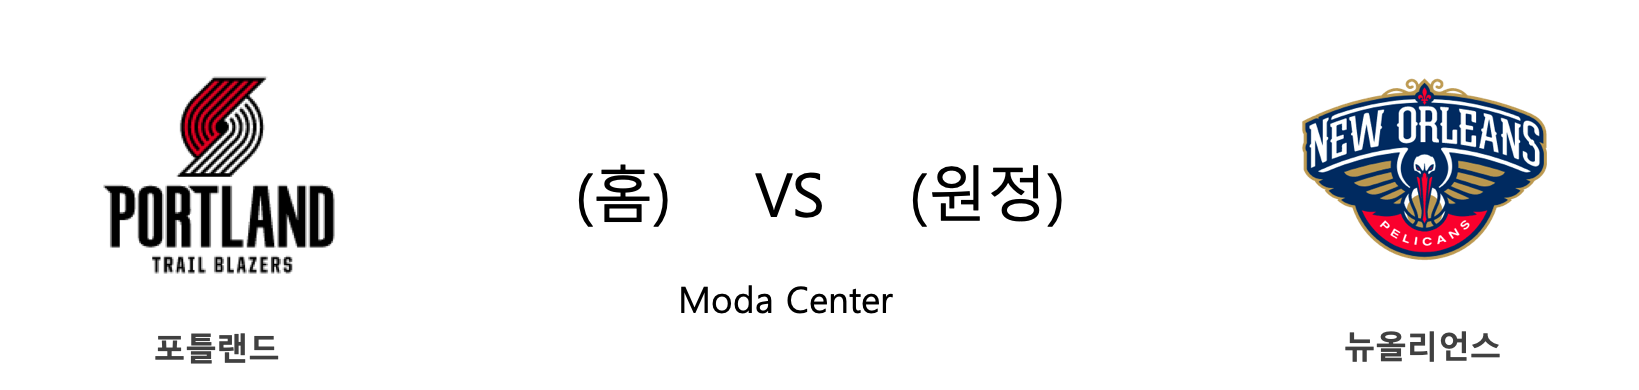 PORTLAND
TRAIL BLAZERS
포틀랜드
(홈) VS (원정)
Moda Center
NEW ORLEANS
PELICANS
뉴올리언스